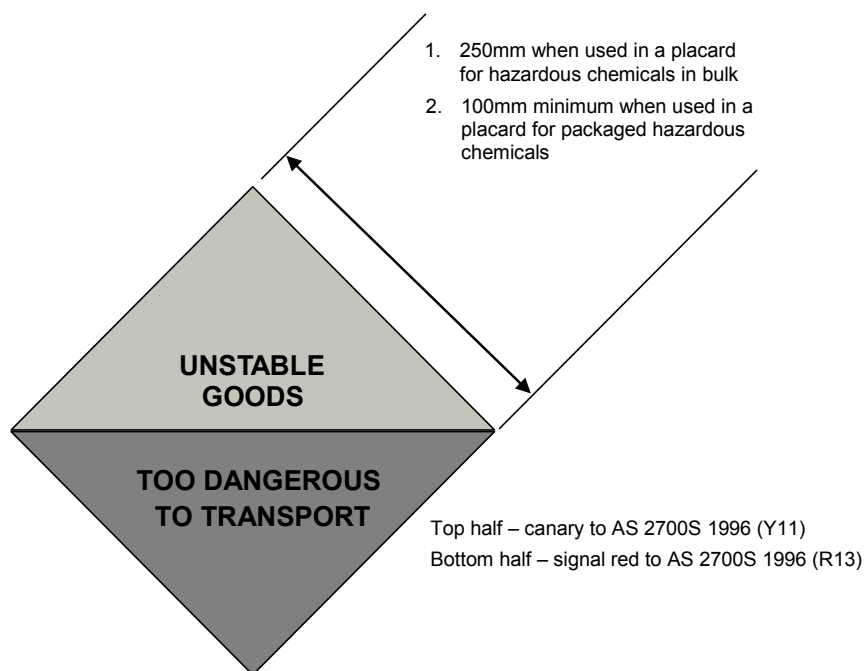 1. 250mm when used in a placard
for hazardous chemicals in bulk
2. 100mm minimum when used in a
placard for packaged hazardous
chemicals
UNSTABLE
GOODS
TOO DANGEROUS
TO TRANSPORT
Top half – canary to AS 2700S 1996 (Y11)
Bottom half – signal red to AS 2700S 1996 (R13)